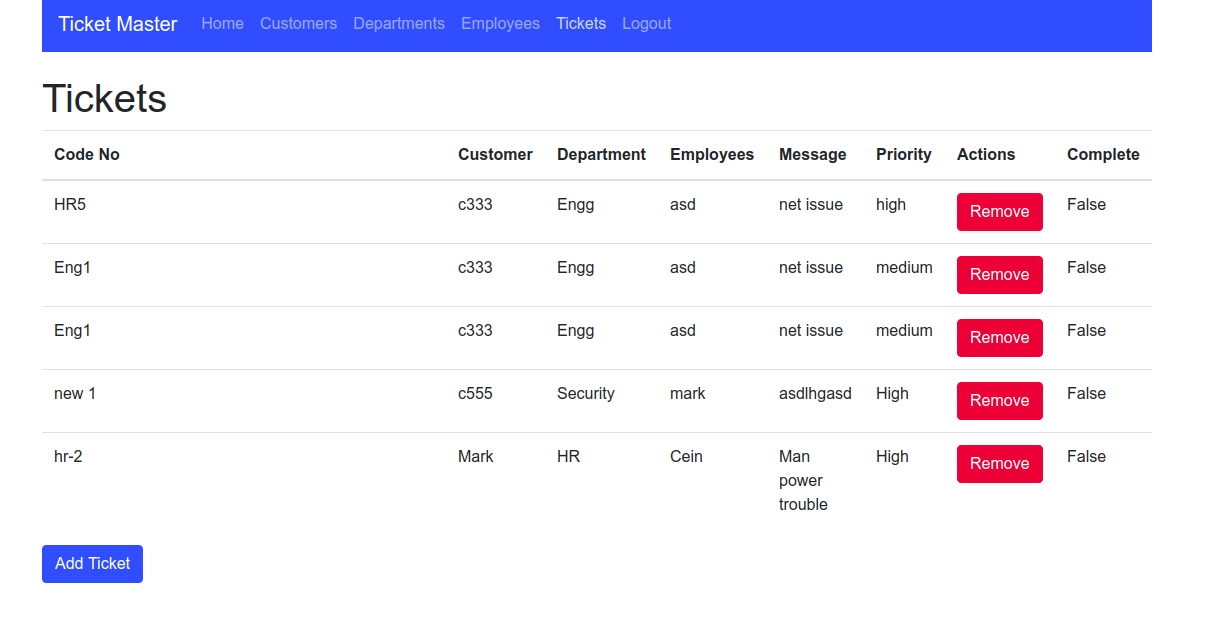 Ticket Master Home Customers Departments Employees Tickets Logout
Tickets
Code No Customer Department Employees Message Priority Actions Complete
HR5 c333 Engg asd net issue high Remove False
Eng1 c333 Engg asd net issue medium Remove False
Eng1 c333 Engg asd net issue medium Remove False
new 1 c555 Security mark asdlhgasd High Remove False
hr-2 Mark HR Cein Man High Remove False
power
trouble
Add Ticket